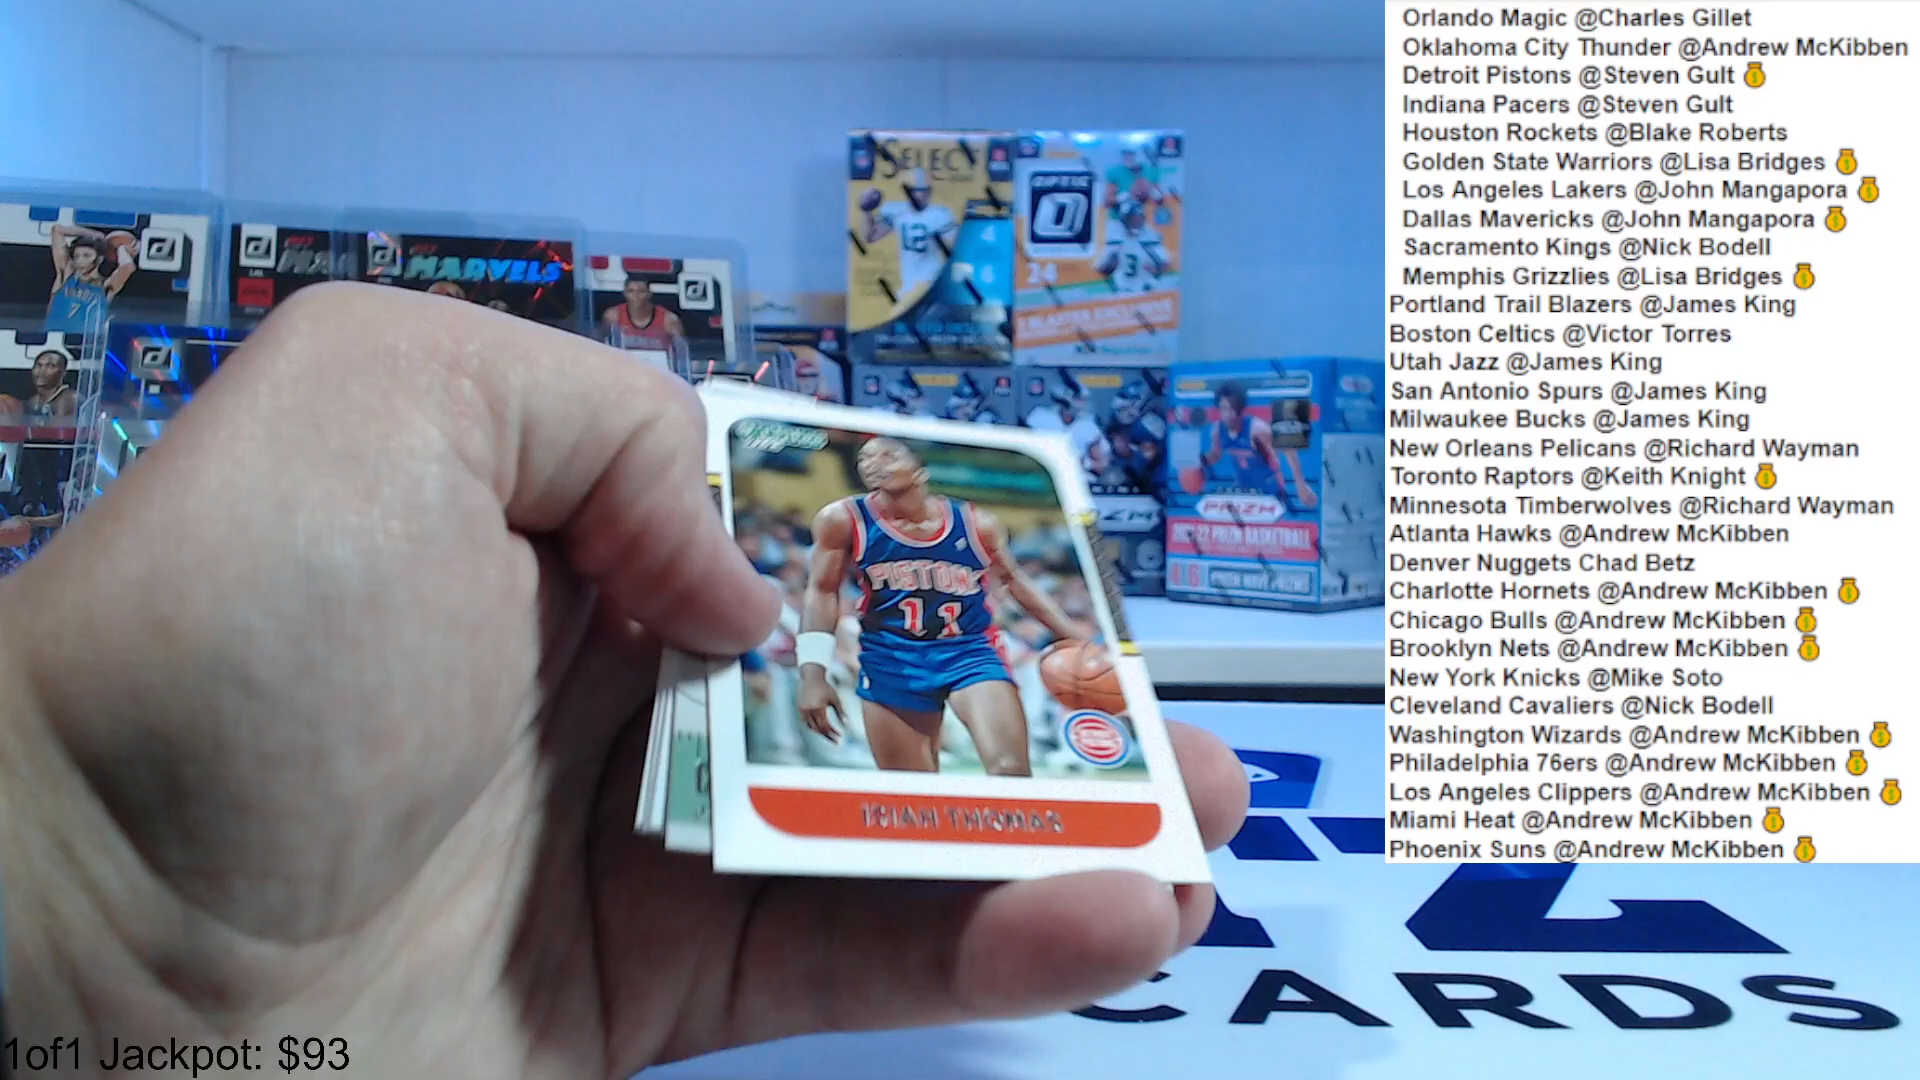 Orlando Magic @Charles Gillet
Oklahoma City Thunder @Andrew McKibben
Detroit Pistons @Steven Gult
Indiana Pacers @Steven Gult
Houston Rockets @Blake Roberts
Golden State Warriors @Lisa Bridges
Los Angeles Lakers @John Mangapora
Dallas Mavericks @John Mangapora
Sacramento Kings @Nick Bodell
Memphis Grizzlies @Lisa Bridges
Portland Trail Blazers @James King
Boston Celtics @Victor Torres
Utah Jazz @James King
San Antonio Spurs @James King
Milwaukee Bucks @James King
New Orleans Pelicans @Richard Wayman
Toronto Raptors @Keith Knight
Minnesota Timberwolves @Richard Wayman
Atlanta Hawks @Andrew McKibben
Denver Nuggets Chad Betz
Charlotte Hornets @Andrew McKibben
Chicago Bulls @Andrew McKibben
Brooklyn Nets @Andrew McKibben
New York Knicks @Mike Soto
Cleveland Cavaliers @Nick Bodell
Washington Wizards @Andrew McKibben
Philadelphia 76ers @Andrew McKibben
Los Angeles Clippers @Andrew McKibben
Miami Heat @Andrew McKibben
Phoenix Suns @Andrew McKibben
SELECT
12
OPTIC
24
3
MARVELS
7
PRIZM
PISTONS
11
ISIAH THOMAS
CARDS
1of1 Jackpot: $93